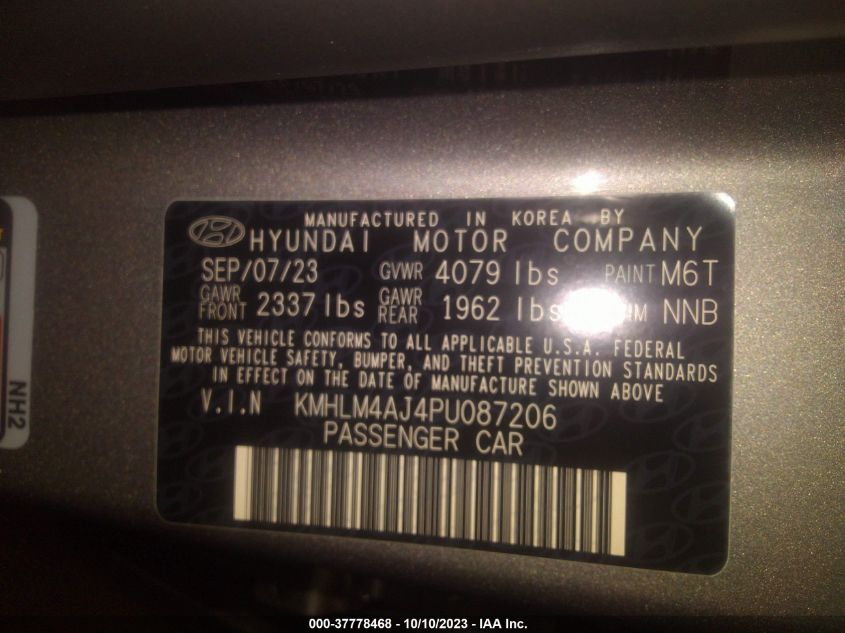 MANUFACTURED IN KOREA BY
HYUNDAI MOTOR COMPANY
SEP/07/23 GVWR 4079 lbs PAINT M6T
GAWR FRONT 2337 lbs GAWR REAR 1962 lbs NNB
THIS VEHICLE CONFORMS TO ALL APPLICABLE U.S.A. FEDERAL
MOTOR VEHICLE SAFETY, BUMPER, AND THEFT PREVENTION STANDARDS
IN EFFECT ON THE DATE OF MANUFACTURE SHOWN ABOVE
V.I.N KMHLM4AJ4PU087206
PASSENGER CAR
NH2
000-37778468 - 10/10/2023 - IAA Inc.